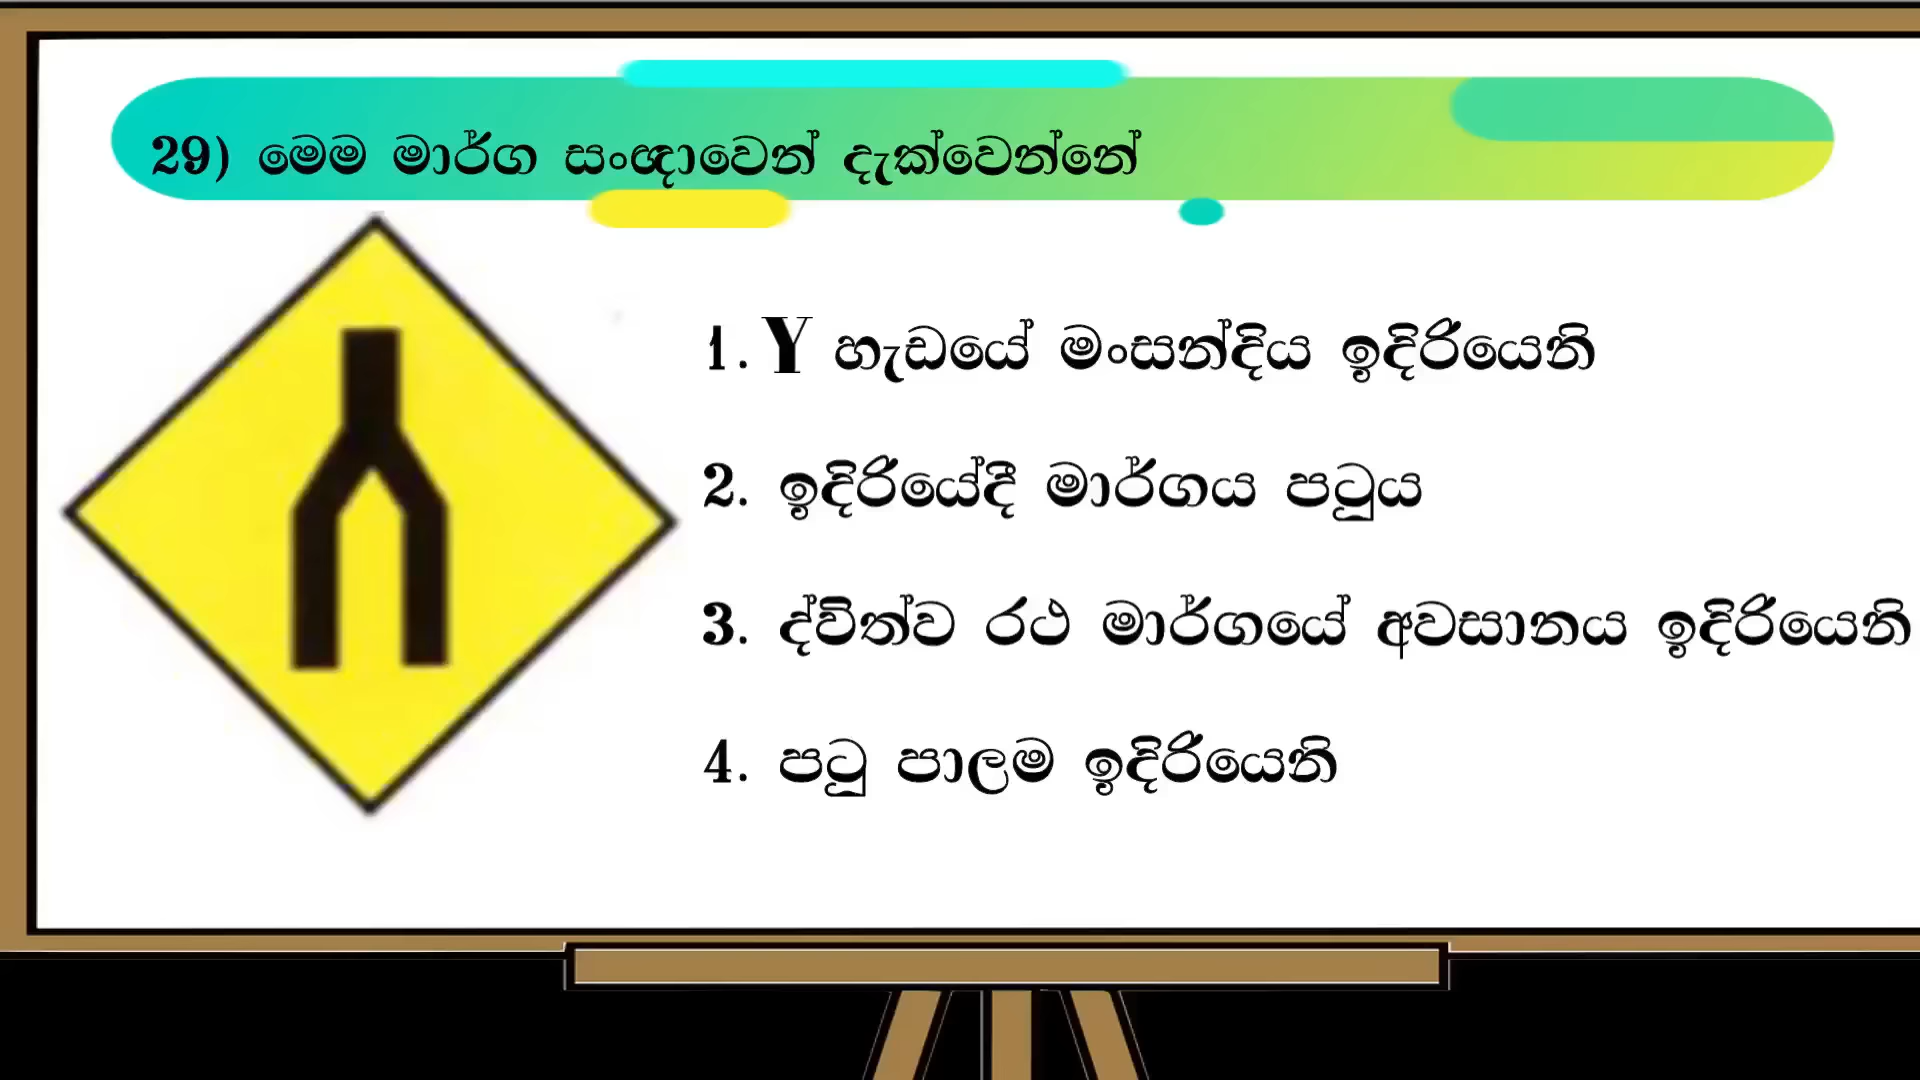 29) මෙම මාර්ග සංඥාවෙන් දැක්වෙන්නේ
1. Y හැඩයේ මංසන්දිය ඉදිරියෙනි
2. ඉදිරියේදී මාර්ගය පටුය
3. ද්විත්ව රථ මාර්ගයේ අවසානය ඉදිරියෙනි
4. පටු පාලම ඉදිරියෙනි